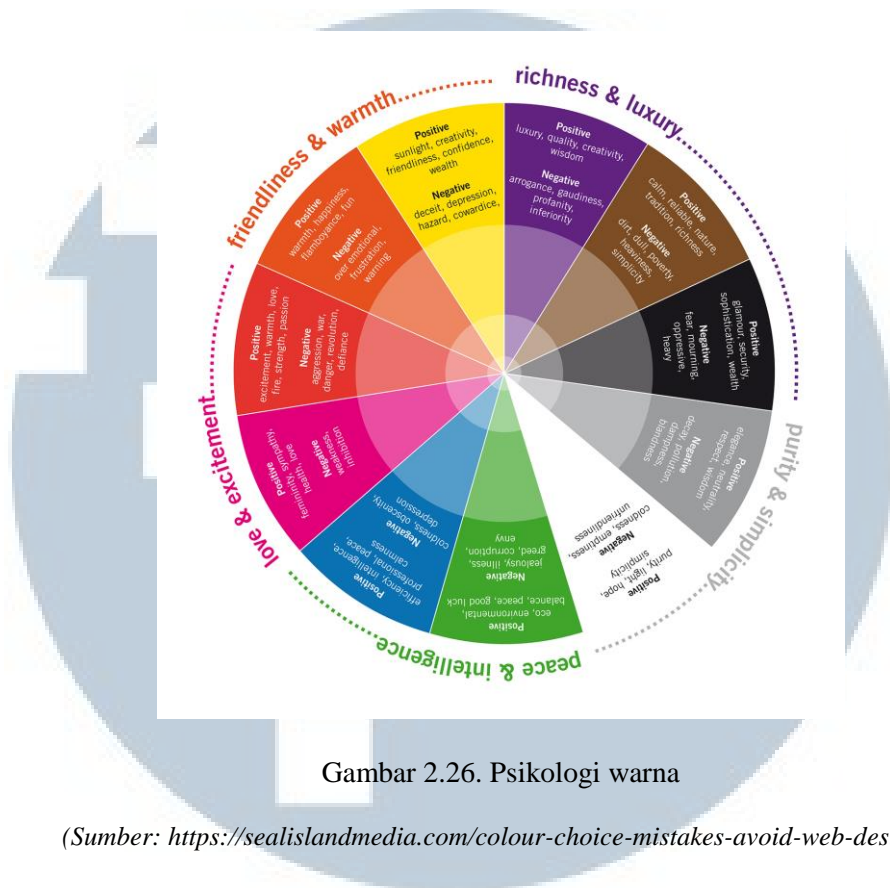 richness & luxury
friendliness & warmth
love & excitement
peace & intelligence
purity & simplicity
Positive
luxury, quality, creativity,
wisdom
Negative
arrogance, gaudiness,
profanity,
inferiority
Positive
calm, reliable, nature,
tradition, richness
Negative
dirt, dull, poverty,
heaviness,
simplicity
Positive
glamour, security,
sophistication, wealth
Negative
fear, mourning,
oppressive,
heavy
Positive
elegance, neutrality,
respect, wisdom
Negative
decay, pollution,
dampness,
blandness
Positive
purity, light, hope,
simplicity
Negative
coldness, emptiness,
unfriendliness
Positive
eco, environmental,
balance, peace, good luck
Negative
jealousy, illness,
greed, corruption,
envy
Positive
efficiency, intelligence,
professional, peace,
calmness
Negative
coldness, obscenity,
depression
Positive
femininity, sympathy,
health, love
Negative
weakness,
inhibition
Positive
excitement, warmth, love,
fire, strength, passion
Negative
aggression, war,
danger, revolution,
defiance
Positive
warmth, happiness,
flamboyance, fun
Negative
over emotional,
frustration,
warning
Positive
sunlight, creativity,
friendliness, confidence,
wealth
Negative
deceit, depression,
hazard, cowardice,
Gambar 2.26. Psikologi warna
(Sumber: https://sealislandmedia.com/colour-choice-mistakes-avoid-web-des